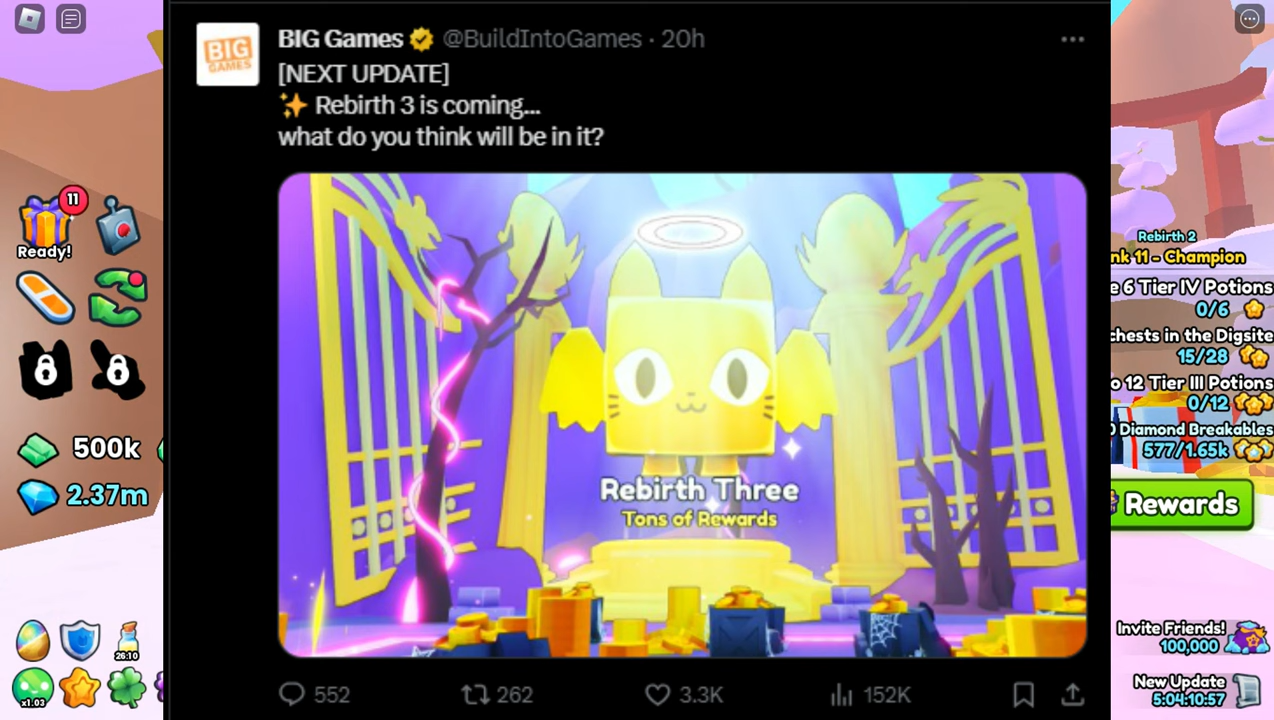 BIG GAMES
BIG Games @BuildIntoGames · 20h
[NEXT UPDATE]
✨ Rebirth 3 is coming...
what do you think will be in it?
Rebirth Three
Tons of Rewards
552 262 3.3K 152K
11
Ready!
500k
2.37m
26:10
x1.03
Rebirth 2
nk 11 - Champion
e 6 Tier IV Potions
0/6
chests in the Digsite
15/28
o 12 Tier III Potions
0/12
0 Diamond Breakables
577/1.65k
Rewards
Invite Friends!
100,000
New Update
5:04:10:57